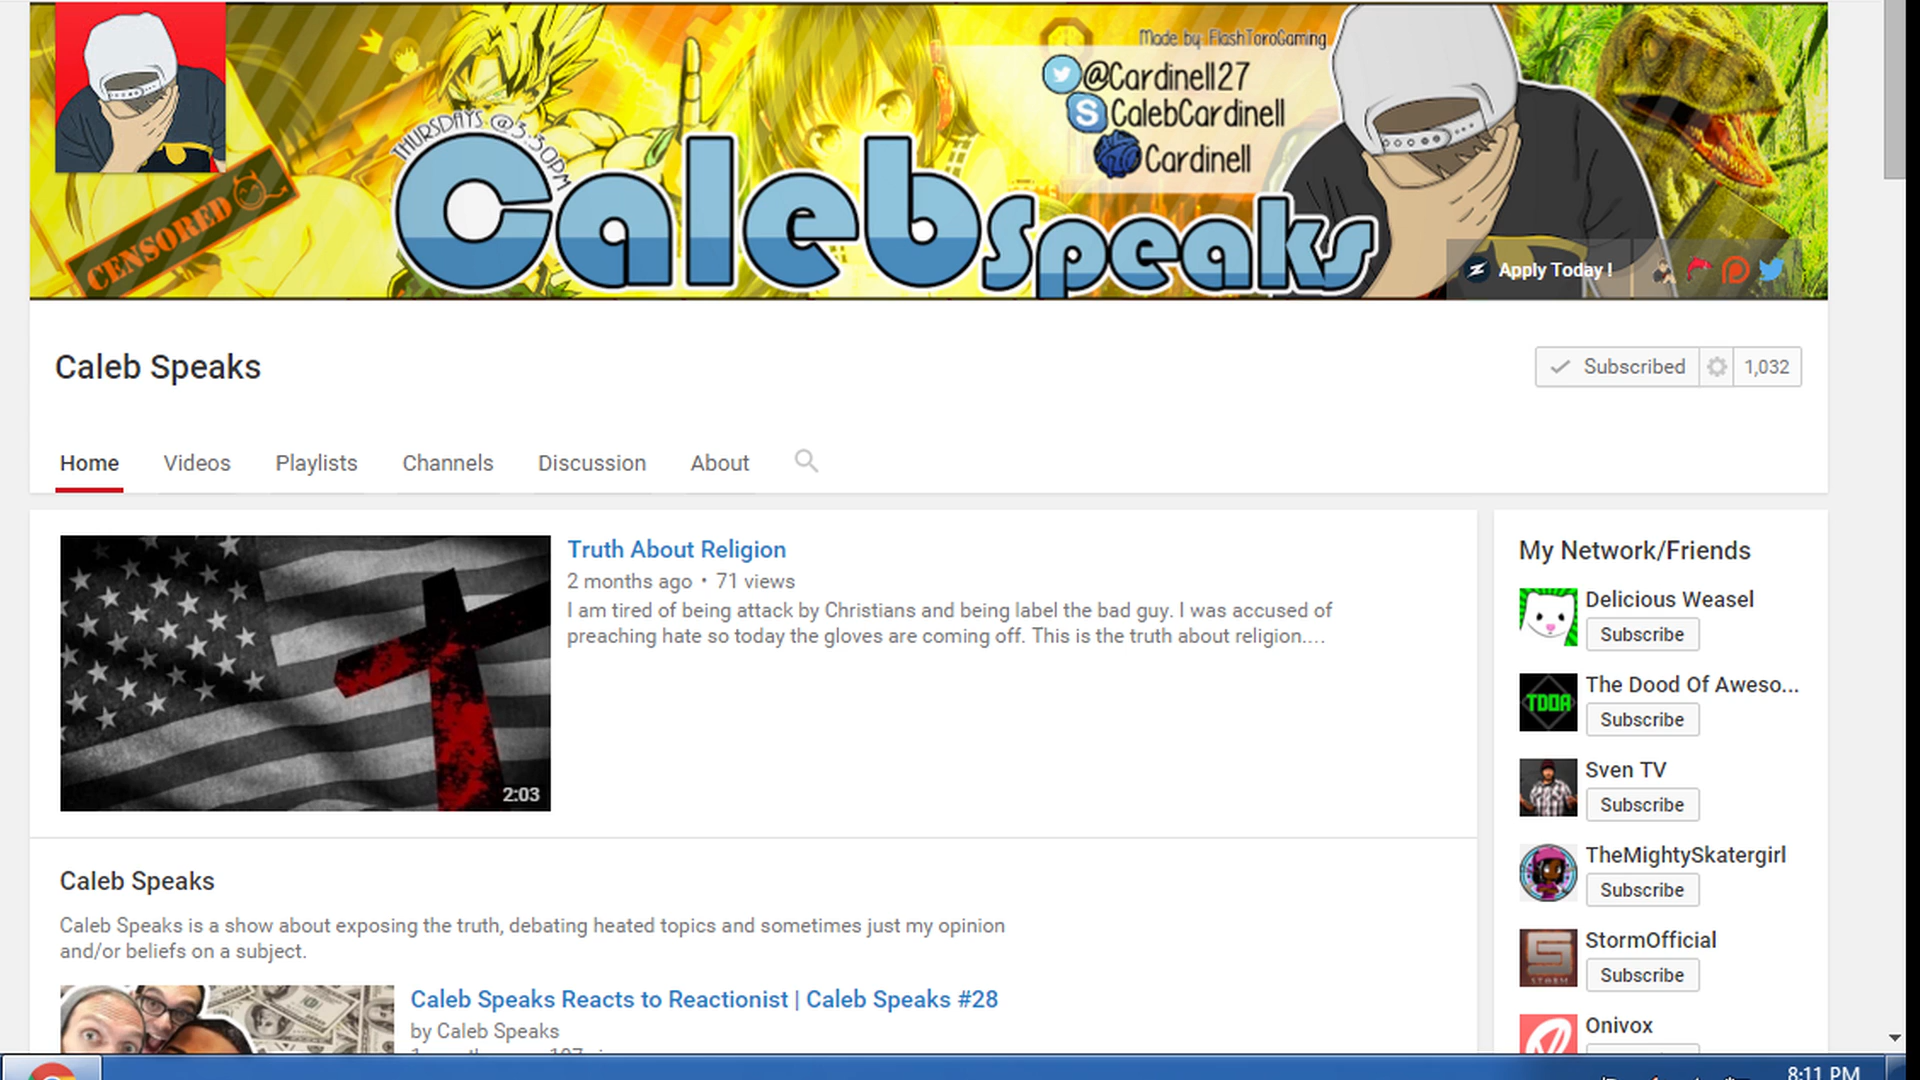 Made by FlashToroGaming
@Cardinell27
CalebCardinell
Cardinell
THURSDAYS @3:30PM
Caleb Speaks
CENSORED
Apply Today !
Caleb Speaks
Subscribed
1,032
Home
Videos
Playlists
Channels
Discussion
About
Truth About Religion
2 months ago • 71 views
I am tired of being attack by Christians and being label the bad guy. I was accused of
preaching hate so today the gloves are coming off. This is the truth about religion....
2:03
Caleb Speaks
Caleb Speaks is a show about exposing the truth, debating heated topics and sometimes just my opinion
and/or beliefs on a subject.
Caleb Speaks Reacts to Reactionist | Caleb Speaks #28
by Caleb Speaks
My Network/Friends
Delicious Weasel
Subscribe
TDOA
The Dood Of Aweso...
Subscribe
Sven TV
Subscribe
TheMightySkatergirl
Subscribe
STORM
StormOfficial
Subscribe
Onivox
8:11 PM